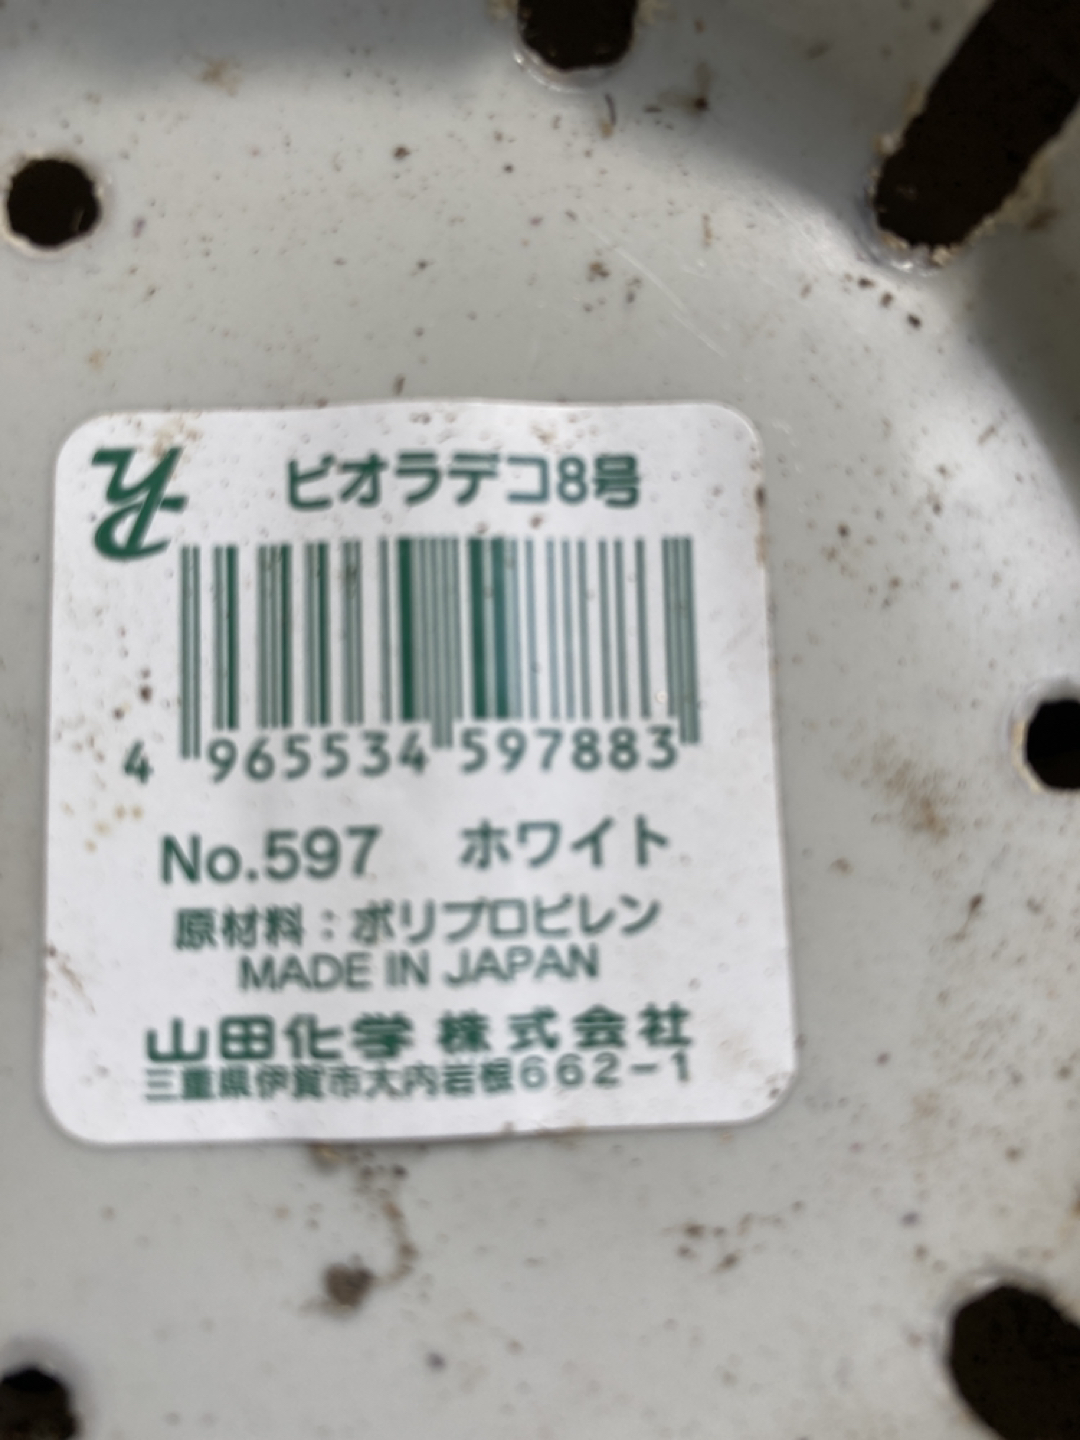 ビオラデコ8号
4 965534 597883
No.597 ホワイト
原材料：ポリプロピレン
MADE IN JAPAN
山田化学株式会社
三重県伊賀市大内岩根662-1